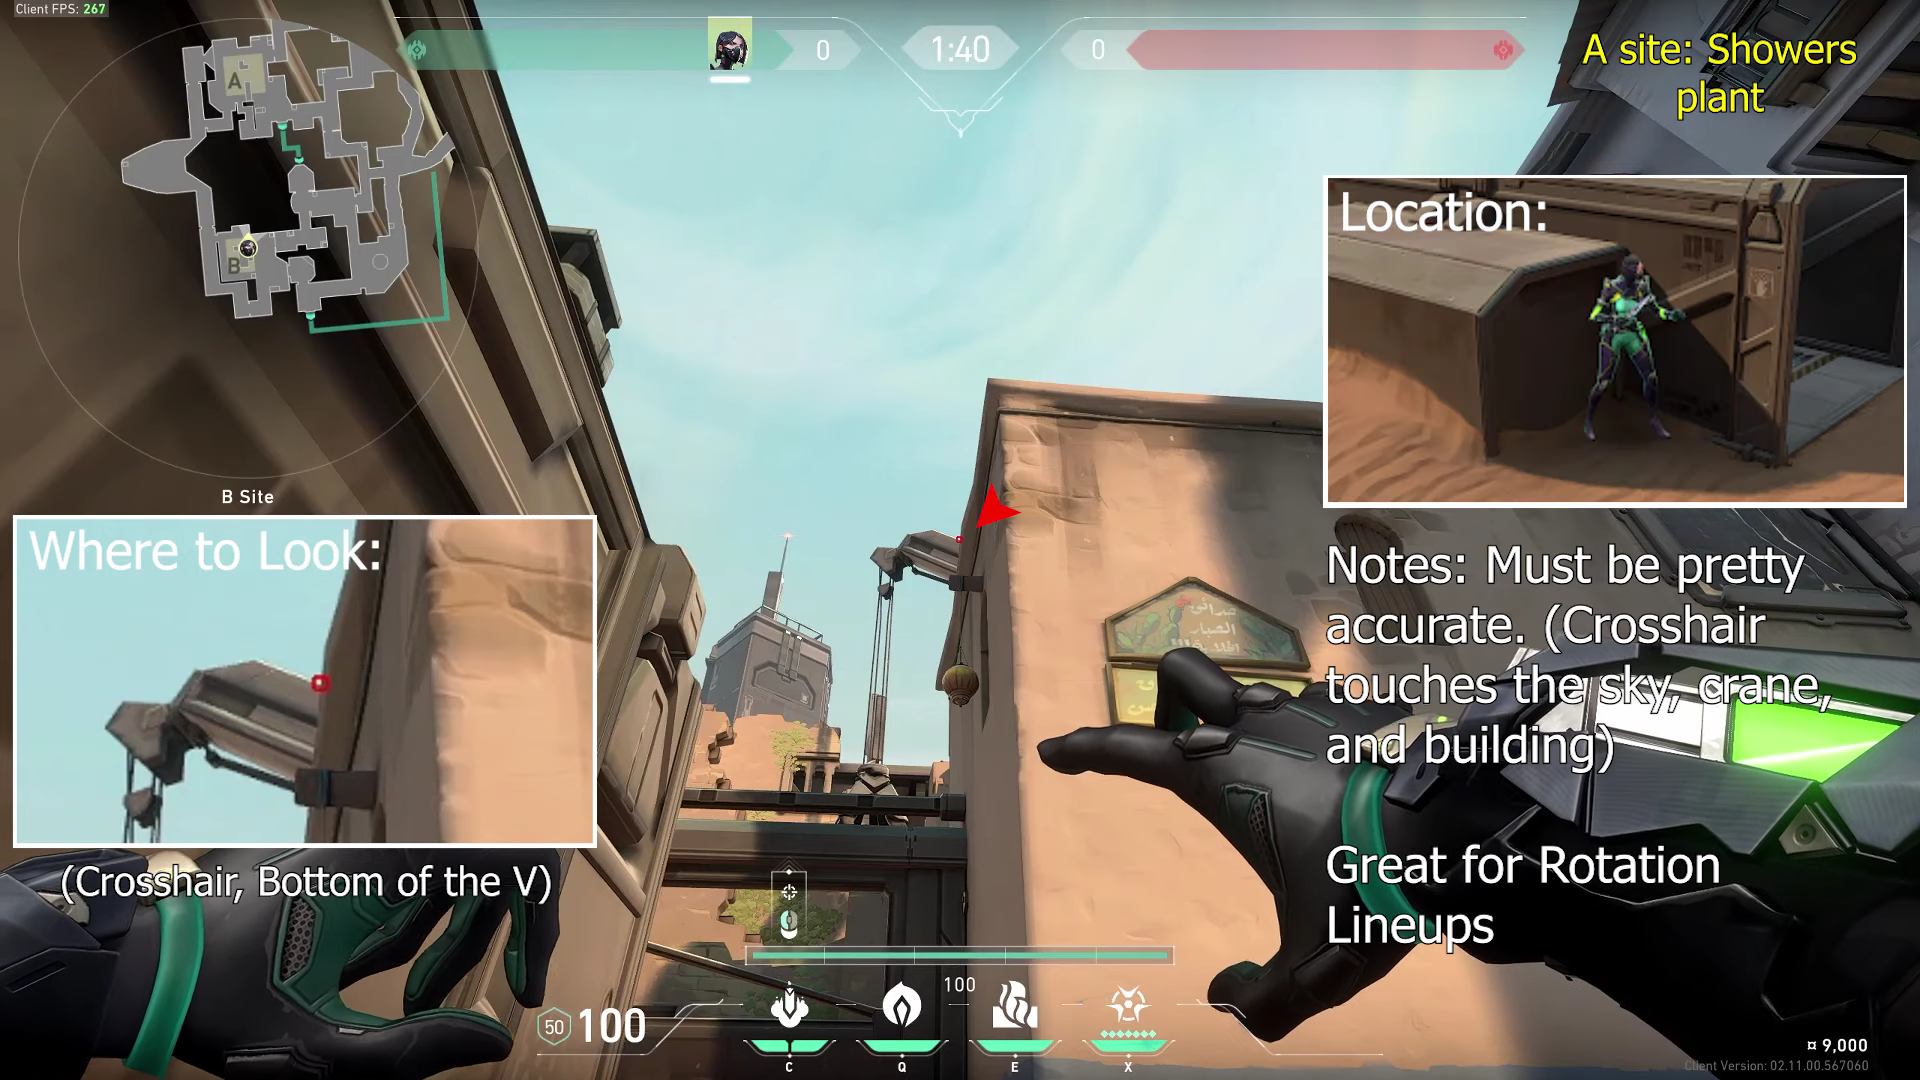 Client FPS: 267
0
1:40
0
A site: Showers
plant
A
B
B Site
Location:
Where to Look:
(Crosshair, Bottom of the V)
Notes: Must be pretty
accurate. (Crosshair
touches the sky, crane,
and building)
Great for Rotation
Lineups
حدائق
الصبار
50
100
100
C
Q
E
X
¤ 9,000
Client Version: 02.11.00.567060